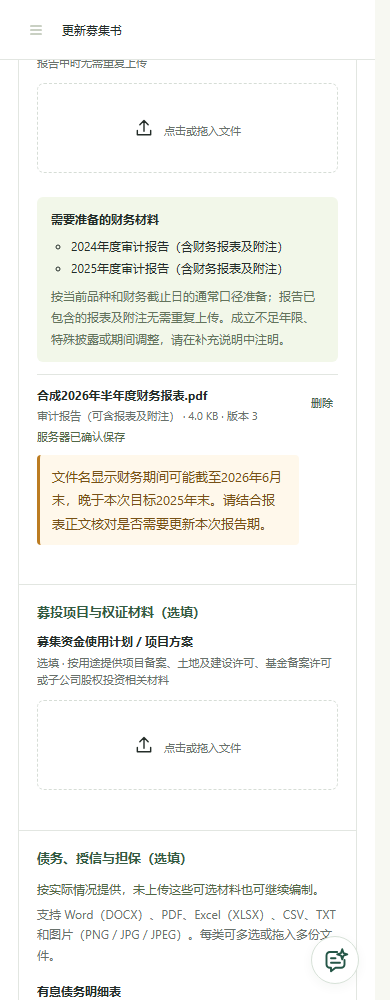 更新募集书
报告中时无需重复上传
点击或拖入文件
需要准备的财务材料
2024年度审计报告（含财务报表及附注）
2025年度审计报告（含财务报表及附注）
按当前品种和财务截止日的通常口径准备；报告已
包含的报表及附注无需重复上传。成立不足年限、
特殊披露或期间调整，请在补充说明中注明。
合成2026年半年度财务报表.pdf
删除
审计报告（可含报表及附注） · 4.0 KB · 版本 3
服务器已确认保存
文件名显示财务期间可能截至2026年6月
末，晚于本次目标2025年末。请结合报
表正文核对是否需要更新本次报告期。
募投项目与权证材料（选填）
募集资金使用计划 / 项目方案
选填 · 按用途提供项目备案、土地及建设许可、基金备案许可
或子公司股权投资相关材料
点击或拖入文件
债务、授信与担保（选填）
按实际情况提供，未上传这些可选材料也可继续编制。
支持 Word（DOCX）、PDF、Excel（XLSX）、CSV、TXT
和图片（PNG / JPG / JPEG）。每类可多选或拖入多份文
件。
有息债务明细表